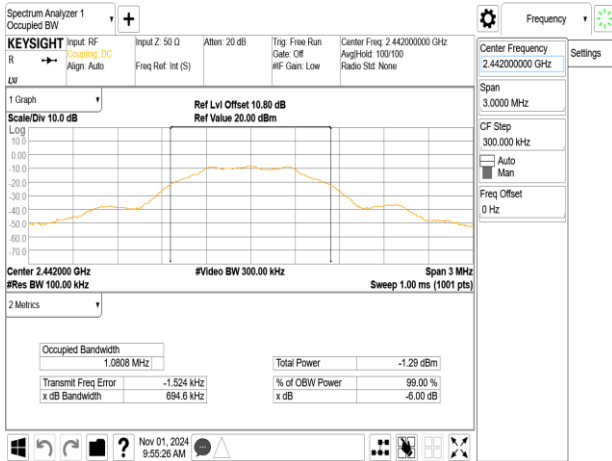 Spectrum Analyzer 1
Occupied BW
Frequency
Settings
KEYSIGHT
R
Input: RF
Coupling: DC
Align: Auto
Input Z: 50 Ω
Freq Ref: Int (S)
Atten: 20 dB
Trig: Free Run
Gate: Off
#IF Gain: Low
Center Freq: 2.442000000 GHz
Avg|Hold: 100/100
Radio Std: None
LXI
1 Graph
Scale/Div 10.0 dB
Ref Lvl Offset 10.80 dB
Ref Value 20.00 dBm
Log
10.0
0.00
-10.0
-20.0
-30.0
-40.0
-50.0
-60.0
-70.0
Center 2.442000 GHz
#Video BW 300.00 kHz
Span 3 MHz
#Res BW 100.00 kHz
Sweep 1.00 ms (1001 pts)
2 Metrics
Occupied Bandwidth
1.0808 MHz
Total Power -1.29 dBm
Transmit Freq Error -1.524 kHz
% of OBW Power 99.00 %
x dB Bandwidth 694.6 kHz
x dB -6.00 dB
Nov 01, 2024
9:55:26 AM
Center Frequency
2.442000000 GHz
Span
3.0000 MHz
CF Step
300.000 kHz
Auto
Man
Freq Offset
0 Hz